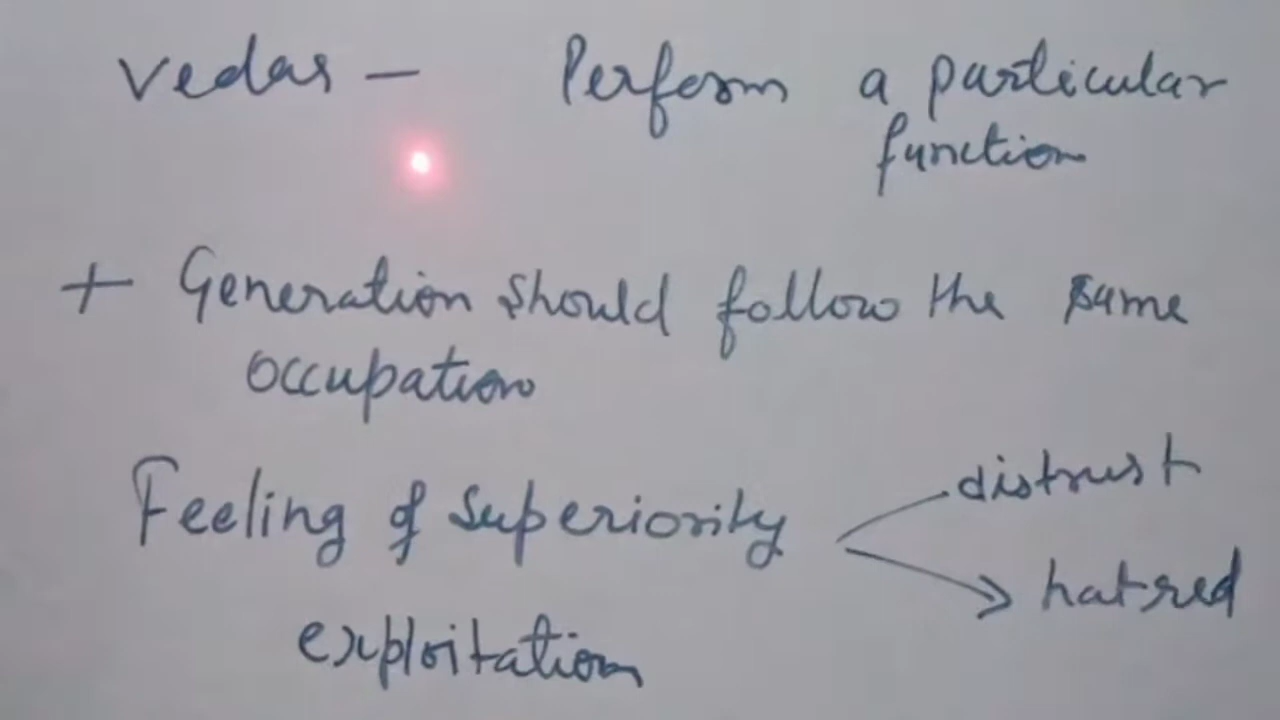 Vedas - Perform a particular
function
+ Generation should follow the same
occupation
Feeling of Superiority
distrust
hatred
exploitation